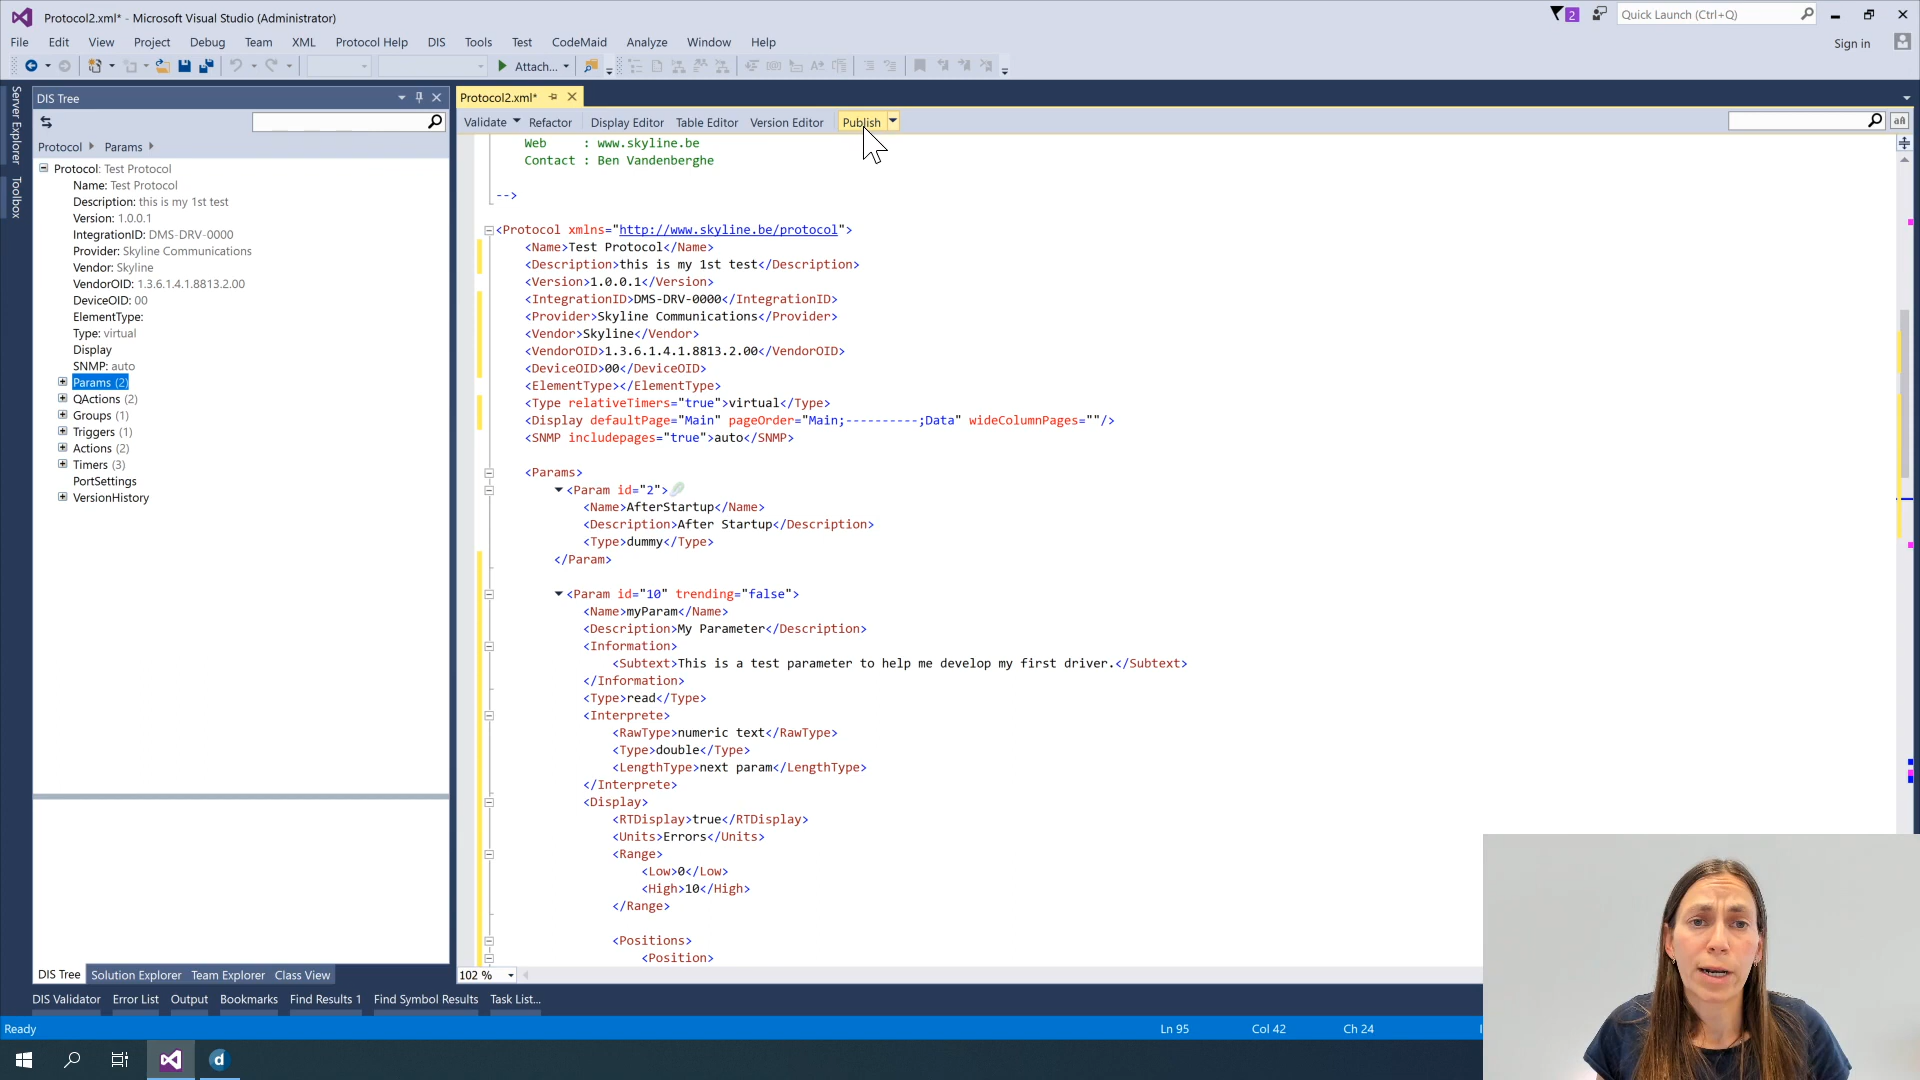 Protocol2.xml* - Microsoft Visual Studio (Administrator)
2
Quick Launch (Ctrl+Q)
File Edit View Project Debug Team XML Protocol Help DIS Tools Test CodeMaid Analyze Window Help
Sign in
Attach...
Server Explorer
Toolbox
DIS Tree
Protocol Params
Protocol: Test Protocol
Name: Test Protocol
Description: this is my 1st test
Version: 1.0.0.1
IntegrationID: DMS-DRV-0000
Provider: Skyline Communications
Vendor: Skyline
VendorOID: 1.3.6.1.4.1.8813.2.00
DeviceOID: 00
ElementType:
Type: virtual
Display
SNMP: auto
Params (2)
QActions (2)
Groups (1)
Triggers (1)
Actions (2)
Timers (3)
PortSettings
VersionHistory
Protocol2.xml*
Validate Refactor Display Editor Table Editor Version Editor Publish
Web : www.skyline.be
Contact : Ben Vandenberghe
-->
<Protocol xmlns="http://www.skyline.be/protocol">
<Name>Test Protocol</Name>
<Description>this is my 1st test</Description>
<Version>1.0.0.1</Version>
<IntegrationID>DMS-DRV-0000</IntegrationID>
<Provider>Skyline Communications</Provider>
<Vendor>Skyline</Vendor>
<VendorOID>1.3.6.1.4.1.8813.2.00</VendorOID>
<DeviceOID>00</DeviceOID>
<ElementType></ElementType>
<Type relativeTimers="true">virtual</Type>
<Display defaultPage="Main" pageOrder="Main;----------;Data" wideColumnPages=""/>
<SNMP includepages="true">auto</SNMP>
<Params>
<Param id="2">
<Name>AfterStartup</Name>
<Description>After Startup</Description>
<Type>dummy</Type>
</Param>
<Param id="10" trending="false">
<Name>myParam</Name>
<Description>My Parameter</Description>
<Information>
<Subtext>This is a test parameter to help me develop my first driver.</Subtext>
</Information>
<Type>read</Type>
<Interprete>
<RawType>numeric text</RawType>
<Type>double</Type>
<LengthType>next param</LengthType>
</Interprete>
<Display>
<RTDisplay>true</RTDisplay>
<Units>Errors</Units>
<Range>
<Low>0</Low>
<High>10</High>
</Range>
<Positions>
<Position>
102 %
DIS Tree Solution Explorer Team Explorer Class View
DIS Validator Error List Output Bookmarks Find Results 1 Find Symbol Results Task List...
Ready Ln 95 Col 42 Ch 24
d